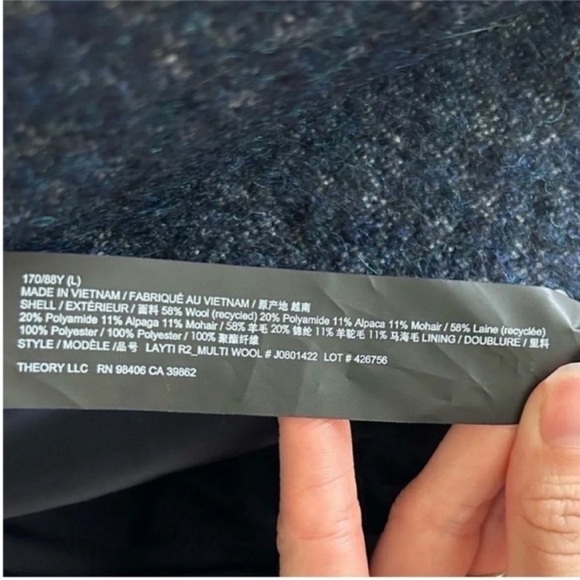 170/88Y (L)
MADE IN VIETNAM / FABRIQUÉ AU VIETNAM / 原产地 越南
SHELL / EXTÉRIEUR / 面料 58% Wool (recycled) 20% Polyamide 11% Alpaca 11% Mohair / 58% Laine (recyclée)
20% Polyamide 11% Alpaga 11% Mohair / 58% 羊毛 20% 锦纶 11% 羊驼毛 11% 马海毛 LINING / DOUBLURE / 里料
100% Polyester / 100% Polyester / 100% 聚酯纤维
STYLE / MODÈLE /品号 LAYTI R2_MULTI WOOL # J0801422 LOT # 426756
THEORY LLC RN 98406 CA 39862